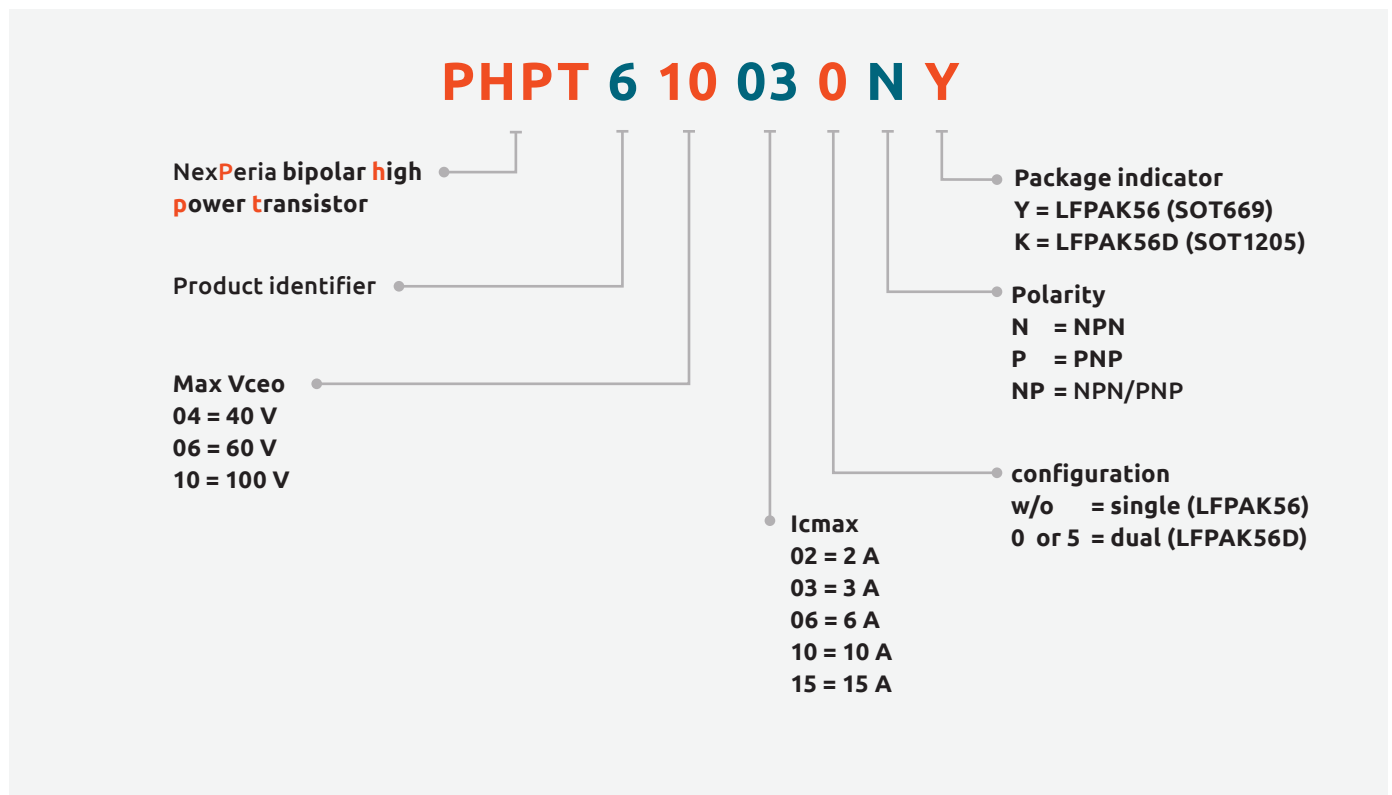 PHPT 6 10 03 0 N Y
NexPeria bipolar high
power transistor
Product identifier
Max Vceo
04 = 40 V
06 = 60 V
10 = 100 V
Icmax
02 = 2 A
03 = 3 A
06 = 6 A
10 = 10 A
15 = 15 A
Package indicator
Y = LFPAK56 (SOT669)
K = LFPAK56D (SOT1205)
Polarity
N = NPN
P = PNP
NP = NPN/PNP
configuration
w/o = single (LFPAK56)
0 or 5 = dual (LFPAK56D)